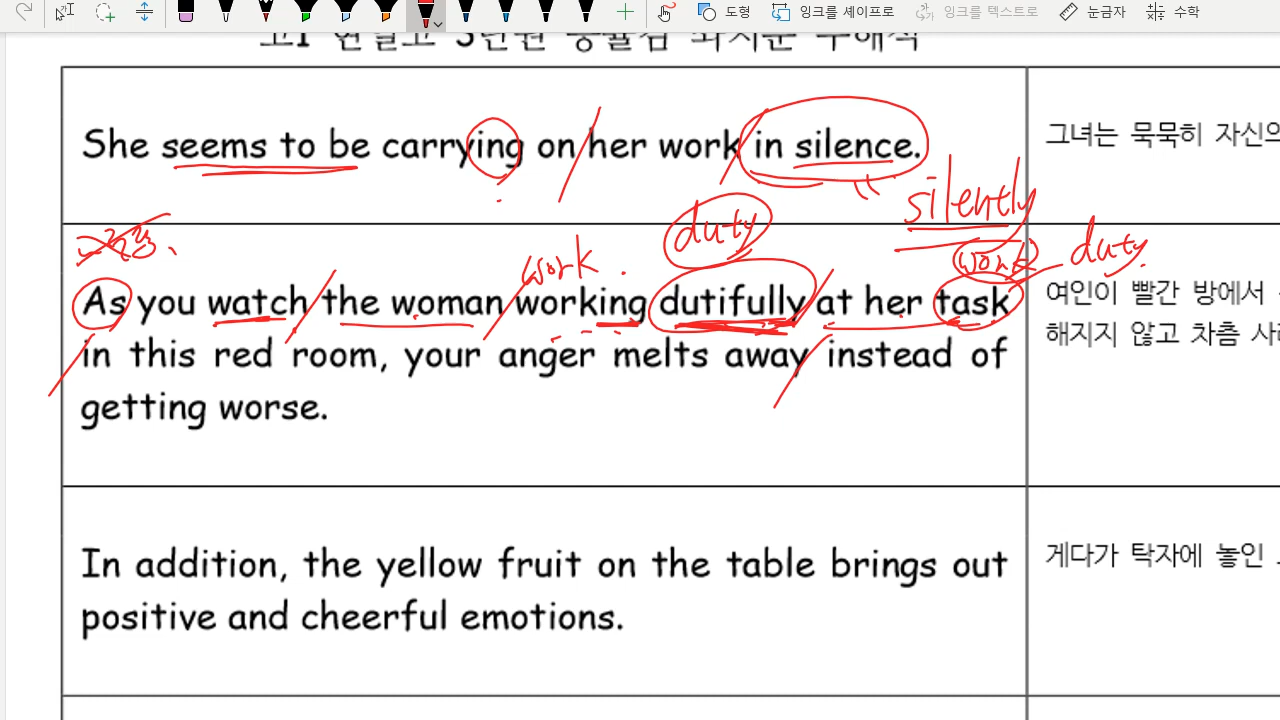 도형 잉크를 셰이프로 잉크를 텍스트로 눈금자 수학
She seems to be carrying on her work in silence.
그녀는 묵묵히 자신의
silently
duty
work
work
duty
As you watch the woman working dutifully at her task
in this red room, your anger melts away instead of
getting worse.
여인이 빨간 방에서
해지지 않고 차츰
In addition, the yellow fruit on the table brings out
positive and cheerful emotions.
게다가 탁자에 놓인